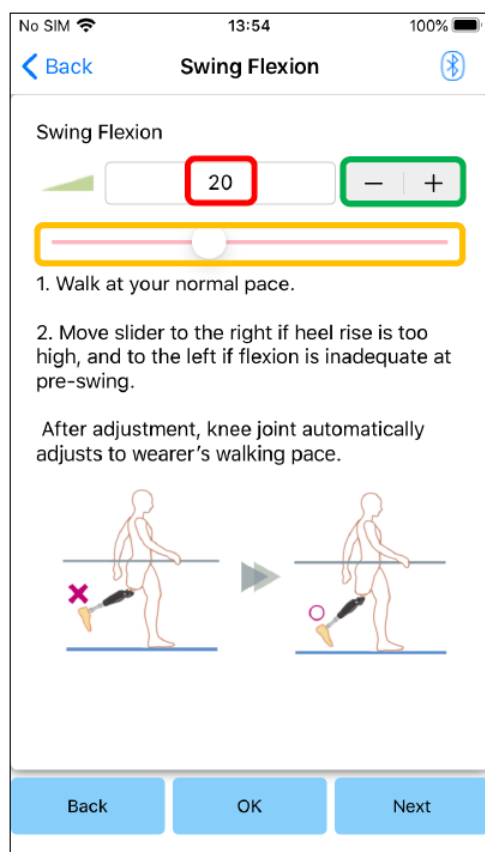 No SIM 13:54 100%
Back Swing Flexion
Swing Flexion
20 − +
1. Walk at your normal pace.
2. Move slider to the right if heel rise is too
high, and to the left if flexion is inadequate at
pre-swing.
After adjustment, knee joint automatically
adjusts to wearer's walking pace.
Back OK Next